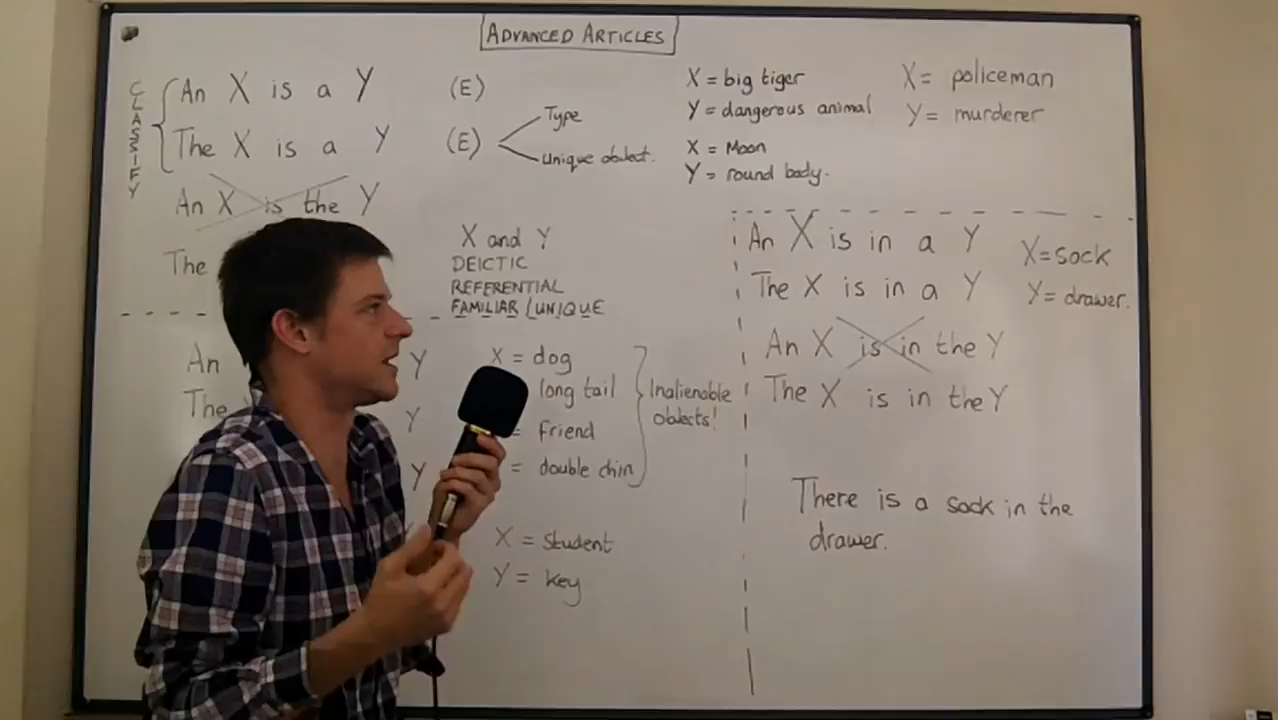 ADVANCED ARTICLES
CLASSIFY
An X is a Y (E)
The X is a Y (E)
Type
Unique object.
An X is the Y
The
X = big tiger
Y = dangerous animal
X = Moon
Y = round body.
X = policeman
Y = murderer
X and Y
DEICTIC
REFERENTIAL
FAMILIAR / UNIQUE
An Y
The Y
Y
X = dog
long tail
= friend
= double chin
Inalienable
objects!
X = student
Y = key
An X is in a Y
The X is in a Y
An X is in the Y
The X is in the Y
X = sock
Y = drawer.
There is a sock in the
drawer.